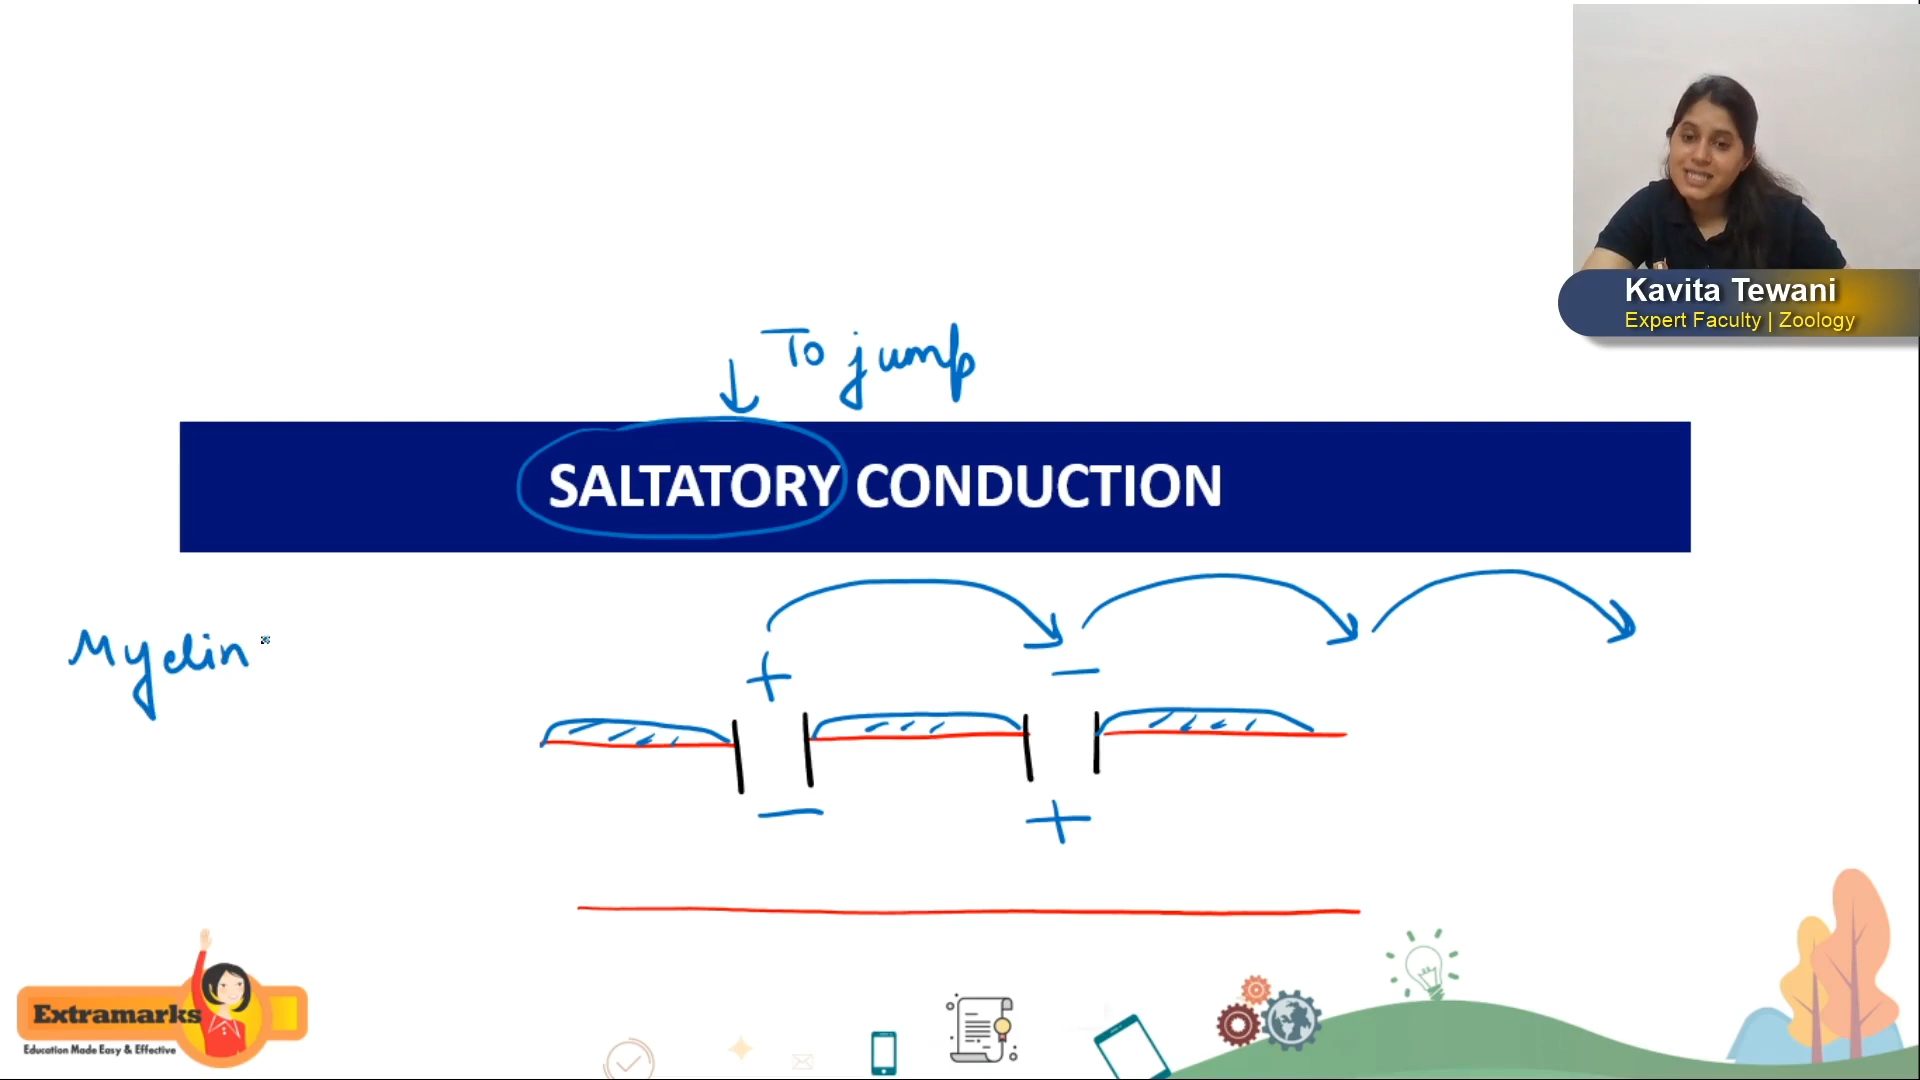 Kavita Tewani
Expert Faculty | Zoology
To jump
SALTATORY CONDUCTION
Myelin
+
−
−
+
Extramarks
Education Made Easy & Effective